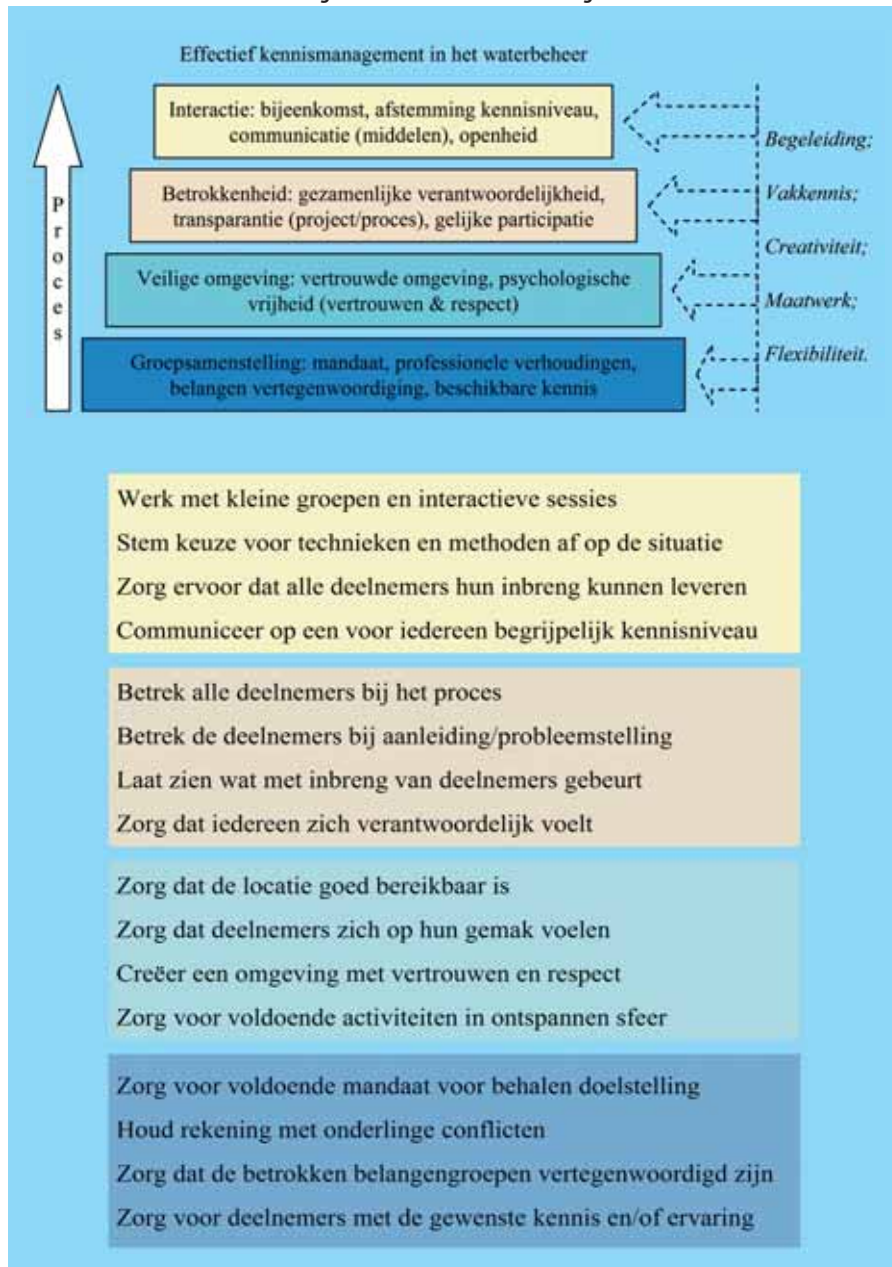 Effectief kennismanagement in het waterbeheer
Interactie: bijeenkomst, afstemming kennisniveau,
communicatie (middelen), openheid
Betrokkenheid: gezamenlijke verantwoordelijkheid,
transparantie (project/proces), gelijke participatie
Veilige omgeving: vertrouwde omgeving, psychologische
vrijheid (vertrouwen & respect)
Groepsamenstelling: mandaat, professionele verhoudingen,
belangen vertegenwoordiging, beschikbare kennis
Proces
Begeleiding;
Vakkennis;
Creativiteit;
Maatwerk;
Flexibiliteit.
Werk met kleine groepen en interactieve sessies
Stem keuze voor technieken en methoden af op de situatie
Zorg ervoor dat alle deelnemers hun inbreng kunnen leveren
Communiceer op een voor iedereen begrijpelijk kennisniveau
Betrek alle deelnemers bij het proces
Betrek de deelnemers bij aanleiding/probleemstelling
Laat zien wat met inbreng van deelnemers gebeurt
Zorg dat iedereen zich verantwoordelijk voelt
Zorg dat de locatie goed bereikbaar is
Zorg dat deelnemers zich op hun gemak voelen
Creëer een omgeving met vertrouwen en respect
Zorg voor voldoende activiteiten in ontspannen sfeer
Zorg voor voldoende mandaat voor behalen doelstelling
Houd rekening met onderlinge conflicten
Zorg dat de betrokken belangengroepen vertegenwoordigd zijn
Zorg voor deelnemers met de gewenste kennis en/of ervaring